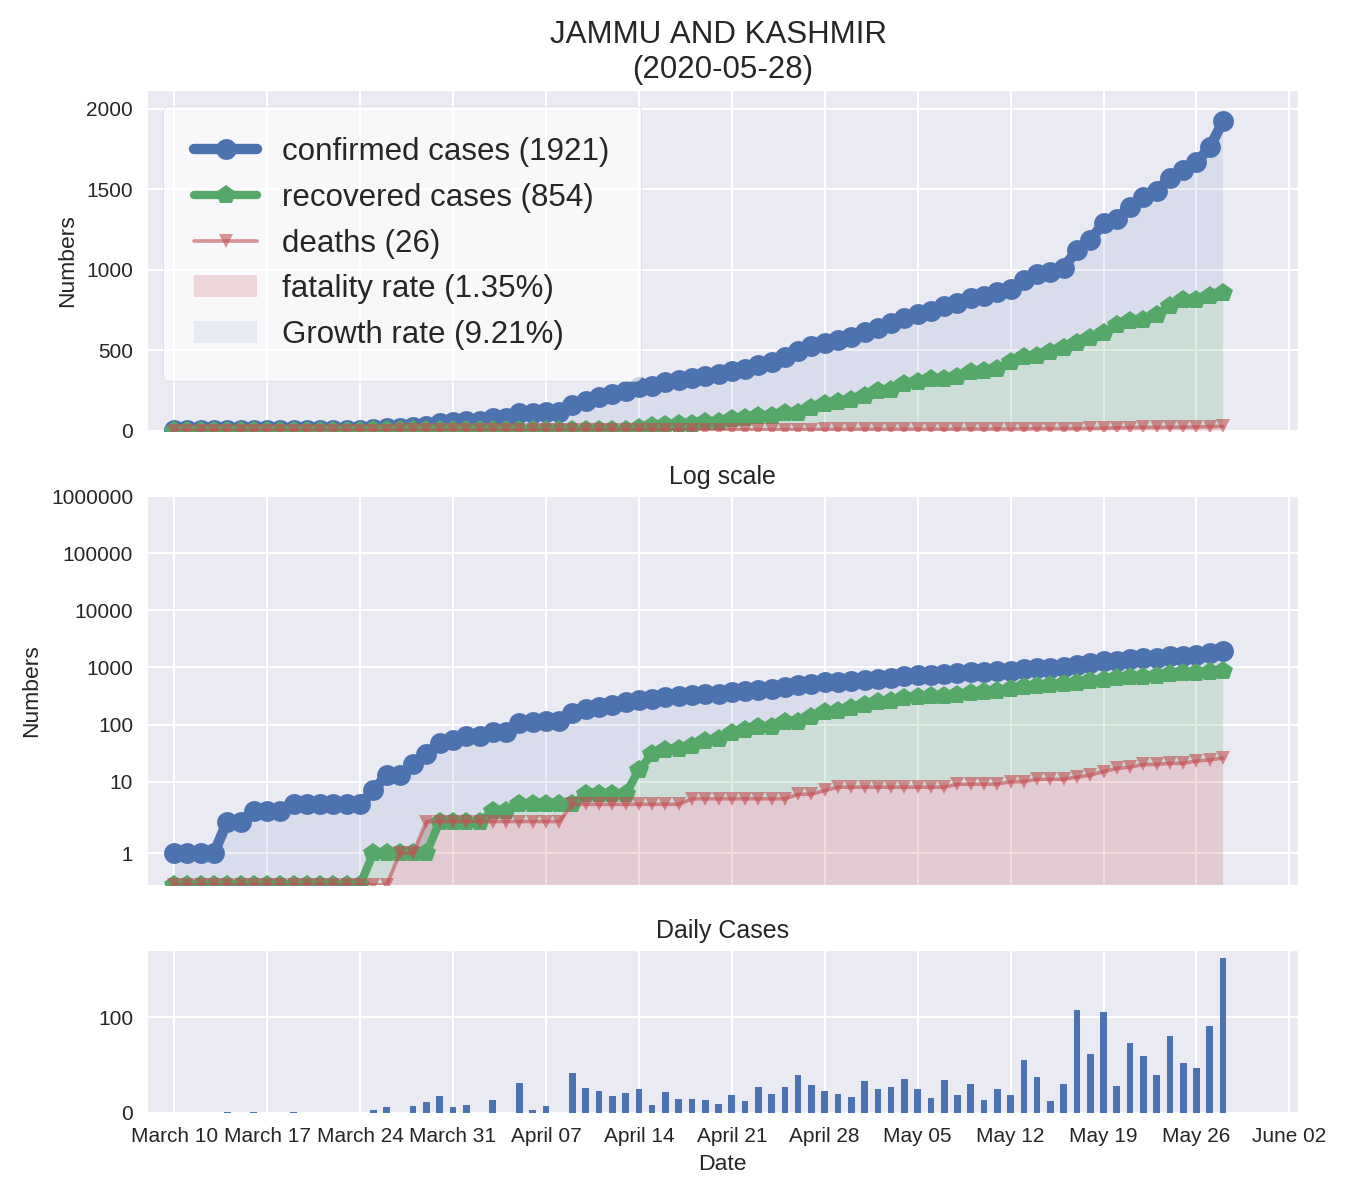 JAMMU AND KASHMIR
(2020-05-28)
2000
1500
1000
500
0
Numbers
confirmed cases (1921)
recovered cases (854)
deaths (26)
fatality rate (1.35%)
Growth rate (9.21%)
Log scale
1000000
100000
10000
1000
100
10
1
Numbers
Daily Cases
100
0
March 10 March 17 March 24 March 31 April 07 April 14 April 21 April 28 May 05 May 12 May 19 May 26 June 02
Date